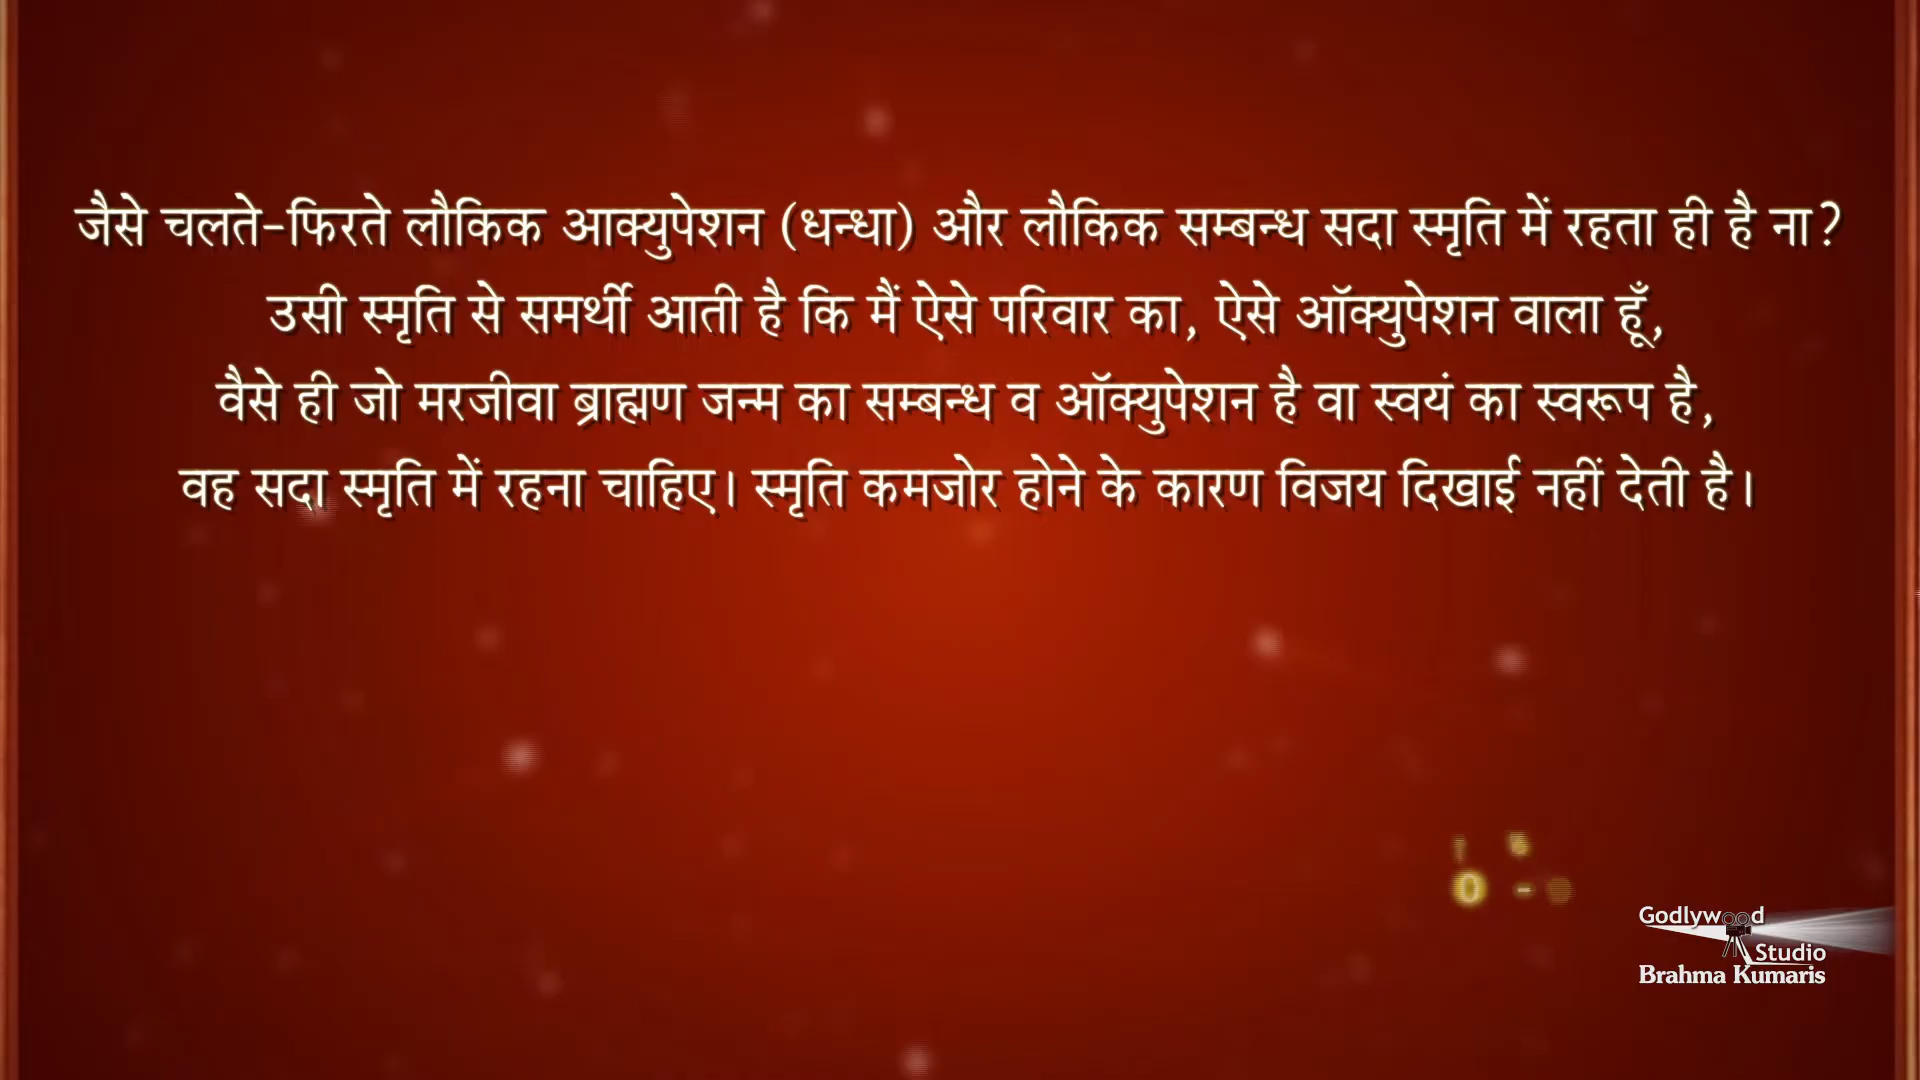 जैसे चलते-फिरते लौकिक आक्युपेशन (धन्धा) और लौकिक सम्बन्ध सदा स्मृति में रहता ही है ना?
उसी स्मृति से समर्थी आती है कि मैं ऐसे परिवार का, ऐसे ऑक्युपेशन वाला हूँ,
वैसे ही जो मरजीवा ब्राह्मण जन्म का सम्बन्ध व ऑक्युपेशन है वा स्वयं का स्वरूप है,
वह सदा स्मृति में रहना चाहिए। स्मृति कमजोर होने के कारण विजय दिखाई नहीं देती है।
Godlywood
Studio
Brahma Kumaris